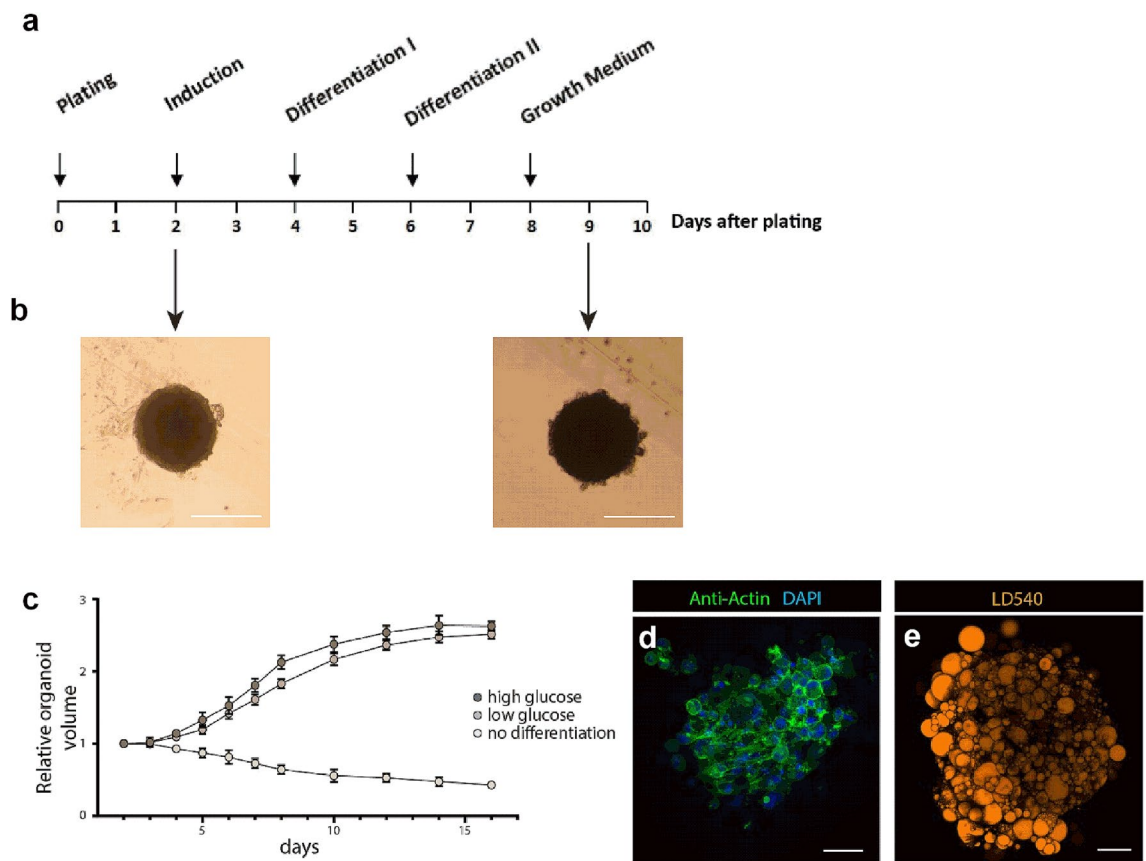 a
Plating
Induction
Differentiation I
Differentiation II
Growth Medium
0 1 2 3 4 5 6 7 8 9 10 Days after plating
b
c
Relative organoid
volume
3
2
1
0
5 10 15
days
high glucose
low glucose
no differentiation
Anti-Actin DAPI
d
LD540
e